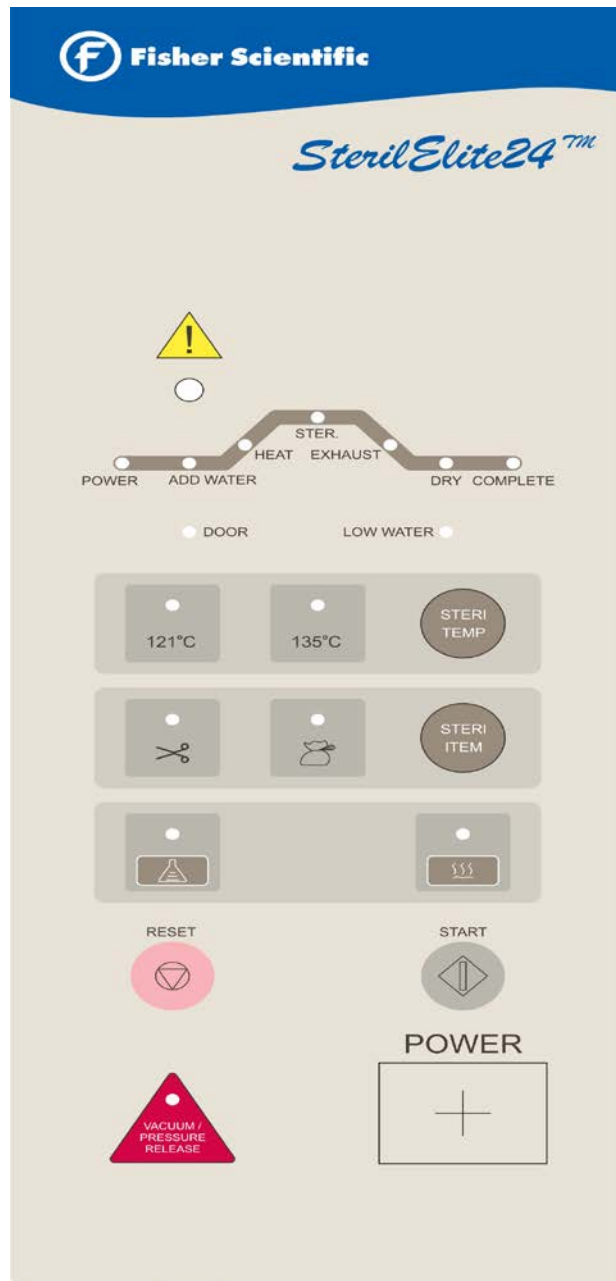 Fisher Scientific
SterilElite24™
!
STER.
HEAT EXHAUST
POWER ADD WATER DRY COMPLETE
DOOR LOW WATER
121°C 135°C STERI TEMP
STERI ITEM
RESET START
POWER
VACUUM /
PRESSURE
RELEASE